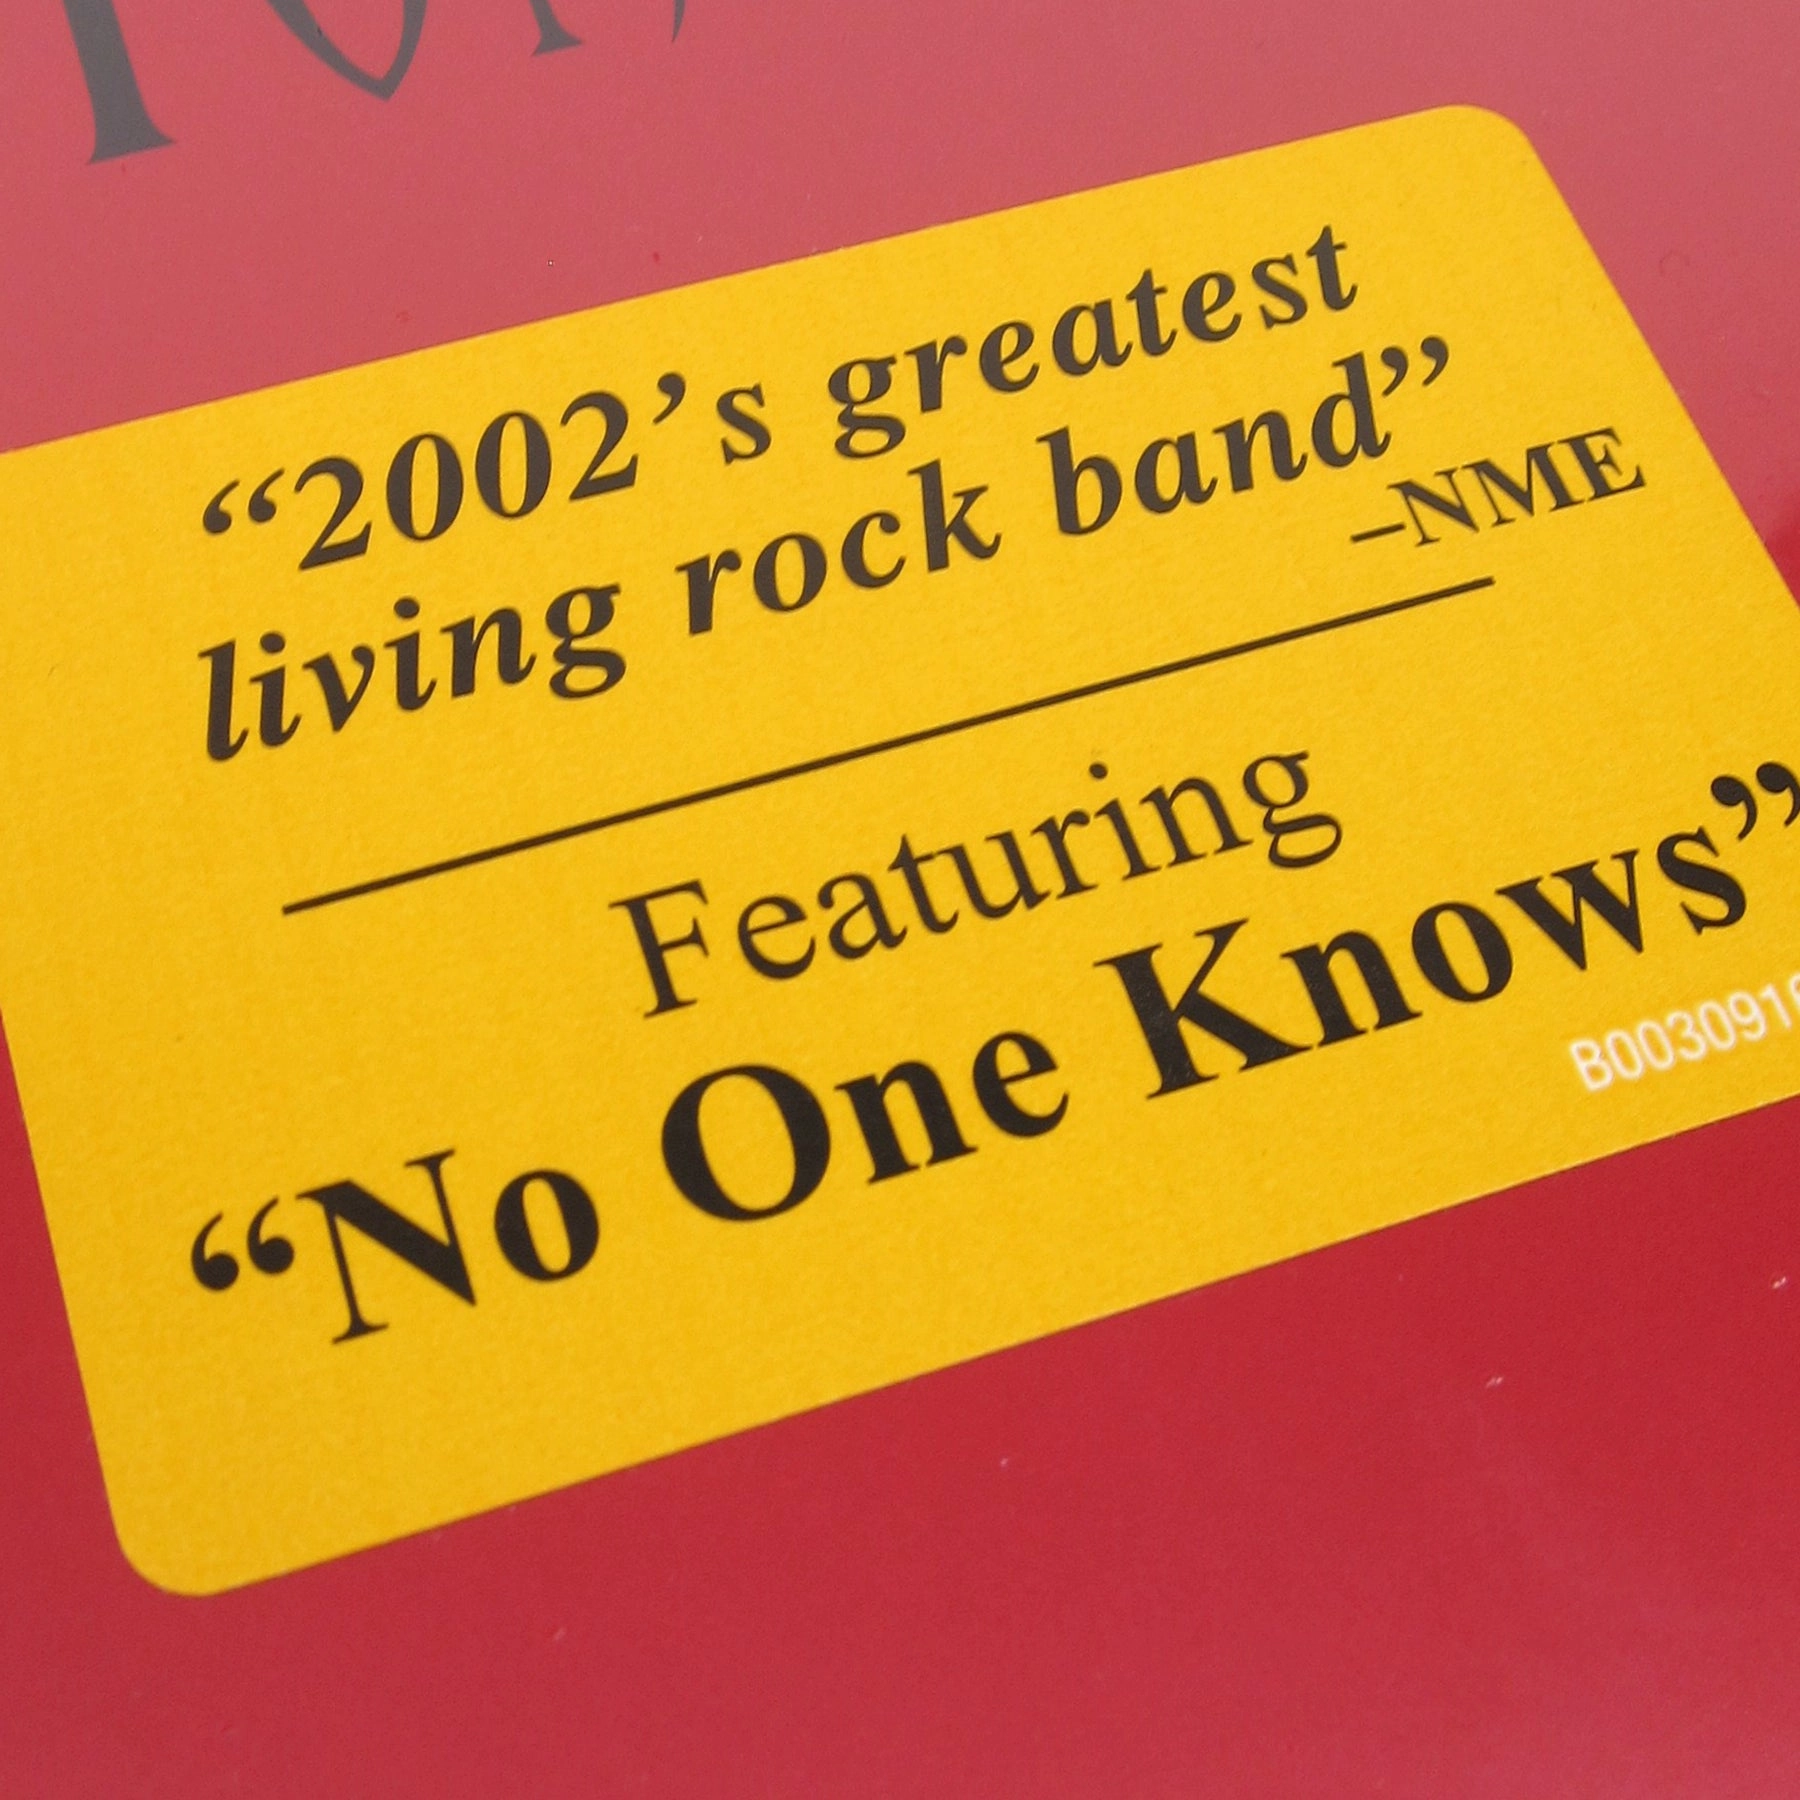 “2002’s greatest
living rock band”
–NME
Featuring
“No One Knows”